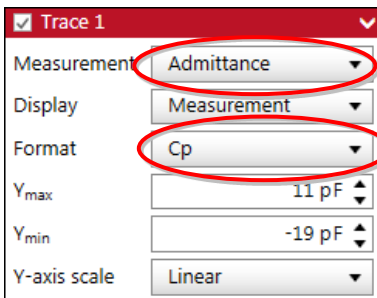 Trace 1
Measurement Admittance
Display Measurement
Format Cp
Ymax 11 pF
Ymin -19 pF
Y-axis scale Linear